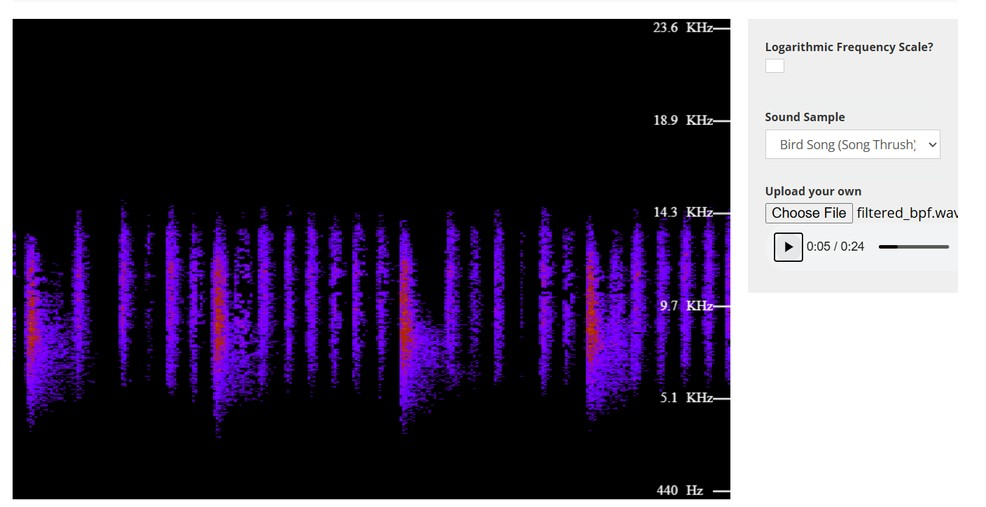 23.6 KHz
18.9 KHz
14.3 KHz
9.7 KHz
5.1 KHz
440 Hz
Logarithmic Frequency Scale?
Sound Sample
Bird Song (Song Thrush)
Upload your own
Choose File filtered_bpf.wav
0:05 / 0:24